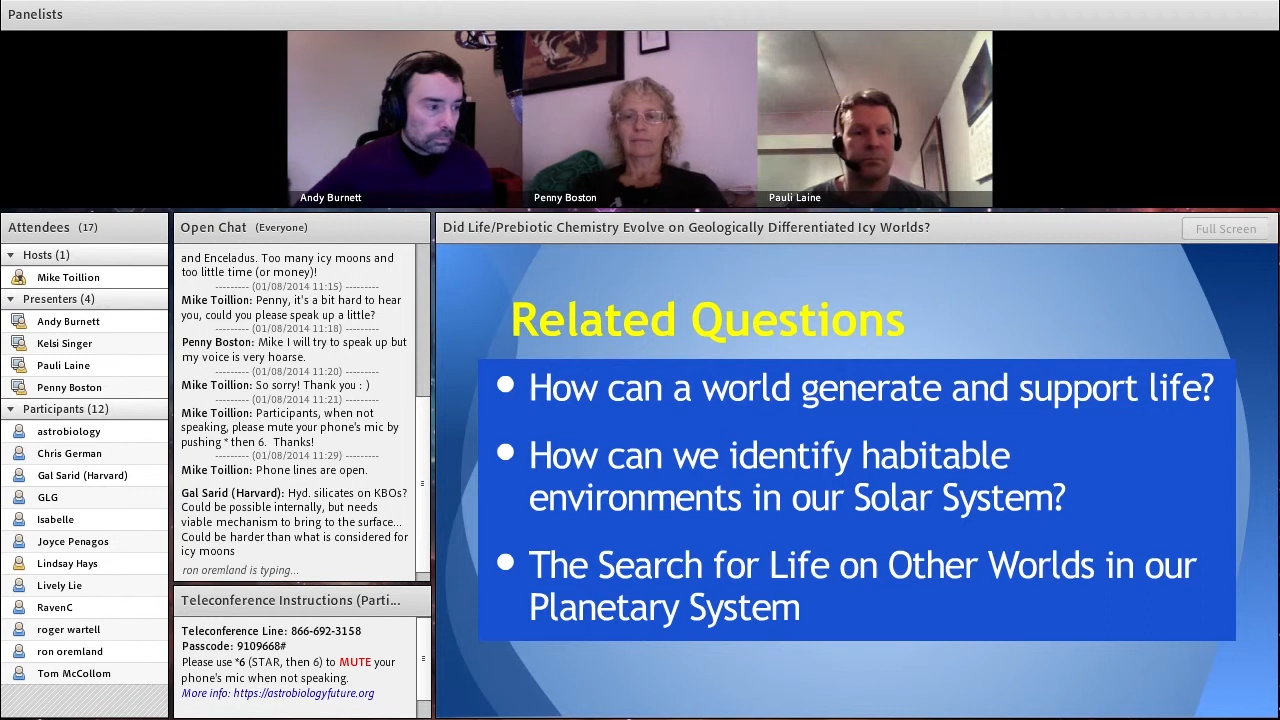 Panelists
Andy Burnett
Penny Boston
Pauli Laine
Attendees (17)
Hosts (1)
Mike Toillion
Presenters (4)
Andy Burnett
Kelsi Singer
Pauli Laine
Penny Boston
Participants (12)
astrobiology
Chris German
Gal Sarid (Harvard)
GLG
Isabelle
Joyce Penagos
Lindsay Hays
Lively Lie
RavenC
roger wartell
ron oremland
Tom McCollom
Open Chat (Everyone)
and Enceladus. Too many icy moons and
too little time (or money)!
--------- (01/08/2014 11:15) ---------
Mike Toillion: Penny, it's a bit hard to hear
you, could you please speak up a little?
--------- (01/08/2014 11:18) ---------
Penny Boston: Mike I will try to speak up but
my voice is very hoarse.
--------- (01/08/2014 11:20) ---------
Mike Toillion: So sorry! Thank you : )
--------- (01/08/2014 11:21) ---------
Mike Toillion: Participants, when not
speaking, please mute your phone's mic by
pushing * then 6. Thanks!
--------- (01/08/2014 11:29) ---------
Mike Toillion: Phone lines are open.
Gal Sarid (Harvard): Hyd. silicates on KBOs?
Could be possible internally, but needs
viable mechanism to bring to the surface...
Could be harder than what is considered for
icy moons
ron oremland is typing...
Teleconference Instructions (Parti...
Teleconference Line: 866-692-3158
Passcode: 9109668#
Please use *6 (STAR, then 6) to MUTE your
phone's mic when not speaking.
More info: https://astrobiologyfuture.org
Did Life/Prebiotic Chemistry Evolve on Geologically Differentiated Icy Worlds?
Full Screen
Related Questions
• How can a world generate and support life?
• How can we identify habitable
environments in our Solar System?
• The Search for Life on Other Worlds in our
Planetary System